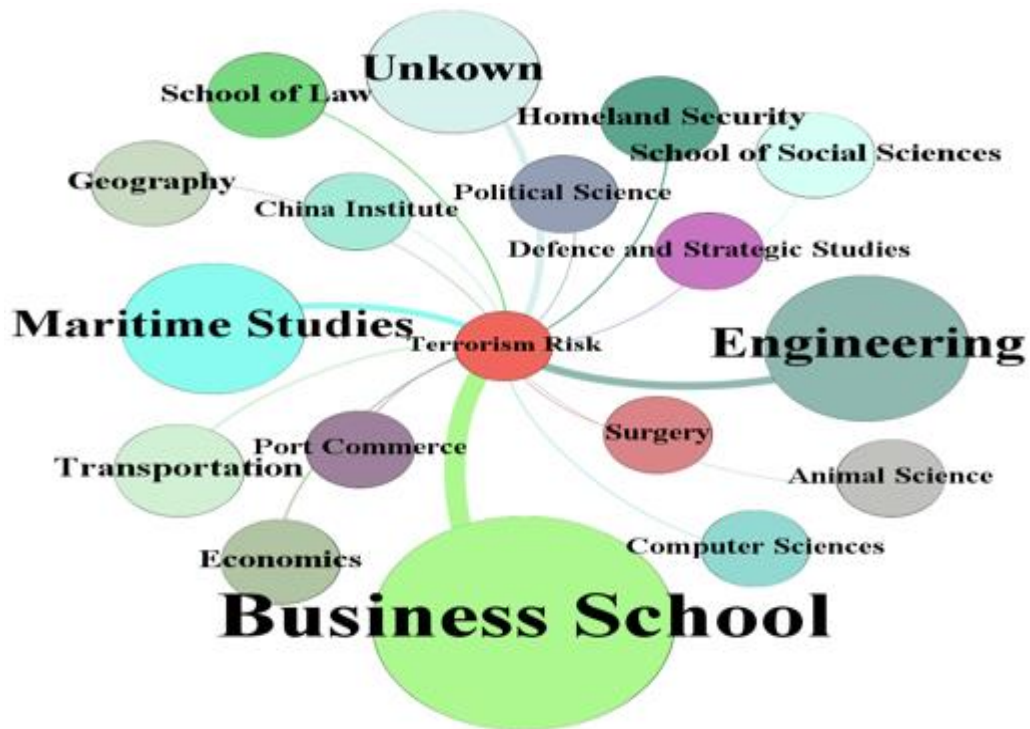 Unkown
School of Law
Homeland Security
School of Social Sciences
Geography
China Institute
Political Science
Defence and Strategic Studies
Maritime Studies
Terrorism Risk
Engineering
Surgery
Port Commerce
Transportation
Animal Science
Computer Sciences
Economics
Business School